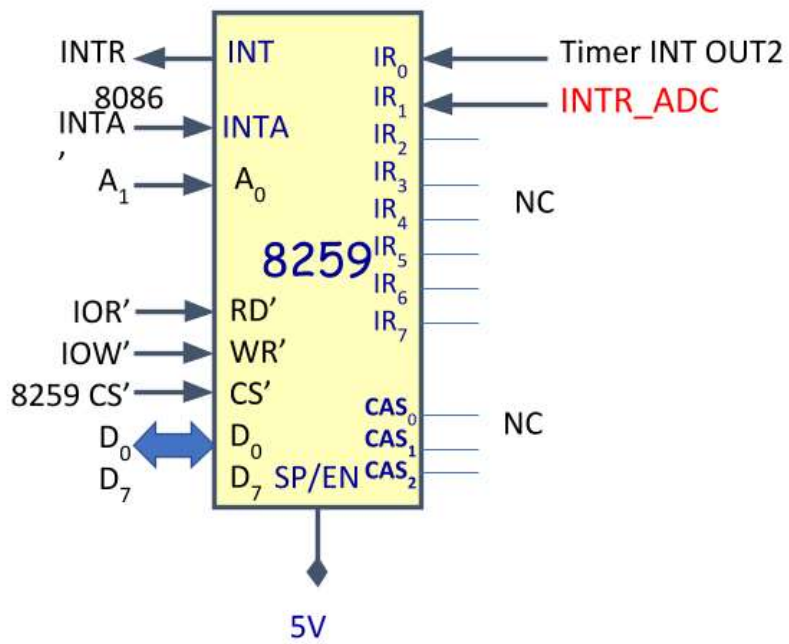 INTR INT IR0 Timer INT OUT2
8086 IR1 INTR_ADC
INTA’ INTA IR2
A1 A0 IR3 NC
IR4
8259 IR5
IR6
IOR’ RD’ IR7
IOW’ WR’
8259 CS’ CS’ CAS0
D0 D0 CAS1 NC
D7 D7 SP/EN CAS2
5V